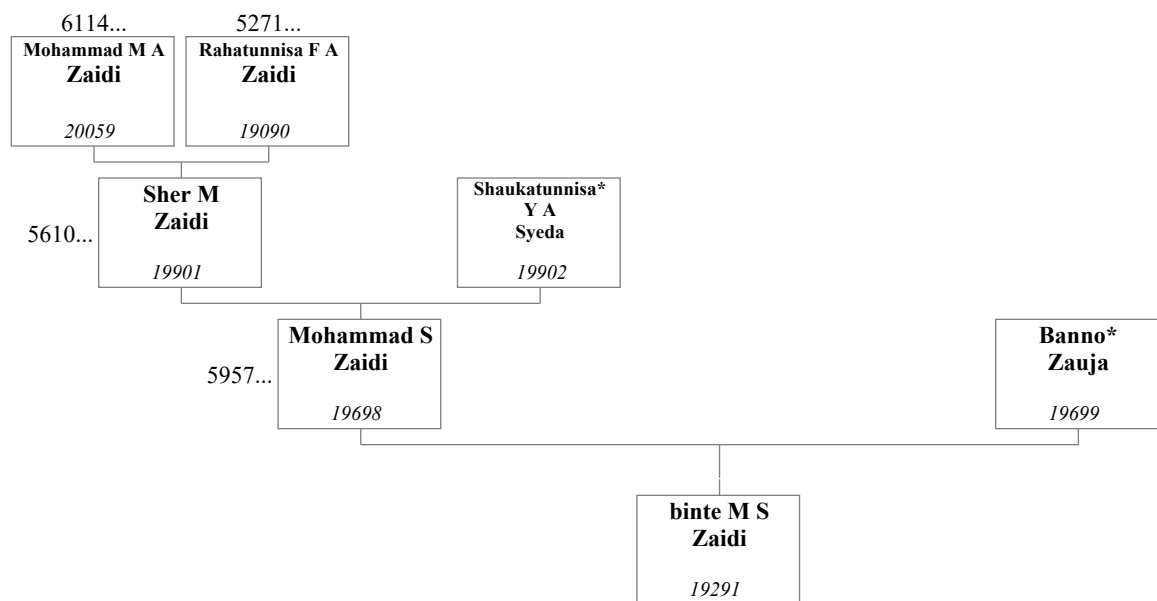 6114...
5271...
Mohammad M A
Zaidi
20059
Rahatunnisa F A
Zaidi
19090
5610...
Sher M
Zaidi
19901
Shaukatunnisa*
Y A
Syeda
19902
5957...
Mohammad S
Zaidi
19698
Banno*
Zauja
19699
binte M S
Zaidi
19291